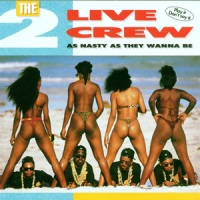 THE
2 LIVE
CREW
AS NASTY AS THEY WANNA BE